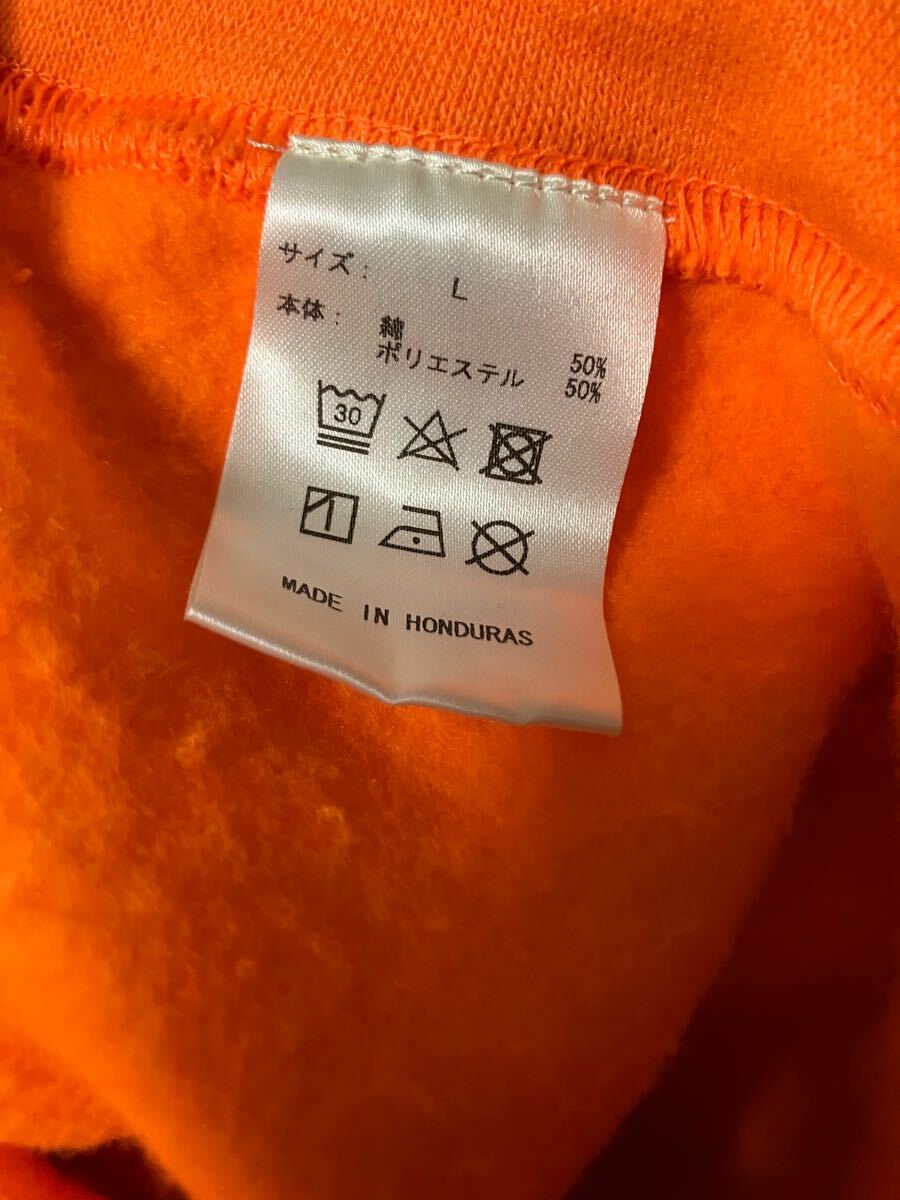 サイズ： L
本体： 綿 50%
ポリエステル 50%
30
MADE IN HONDURAS